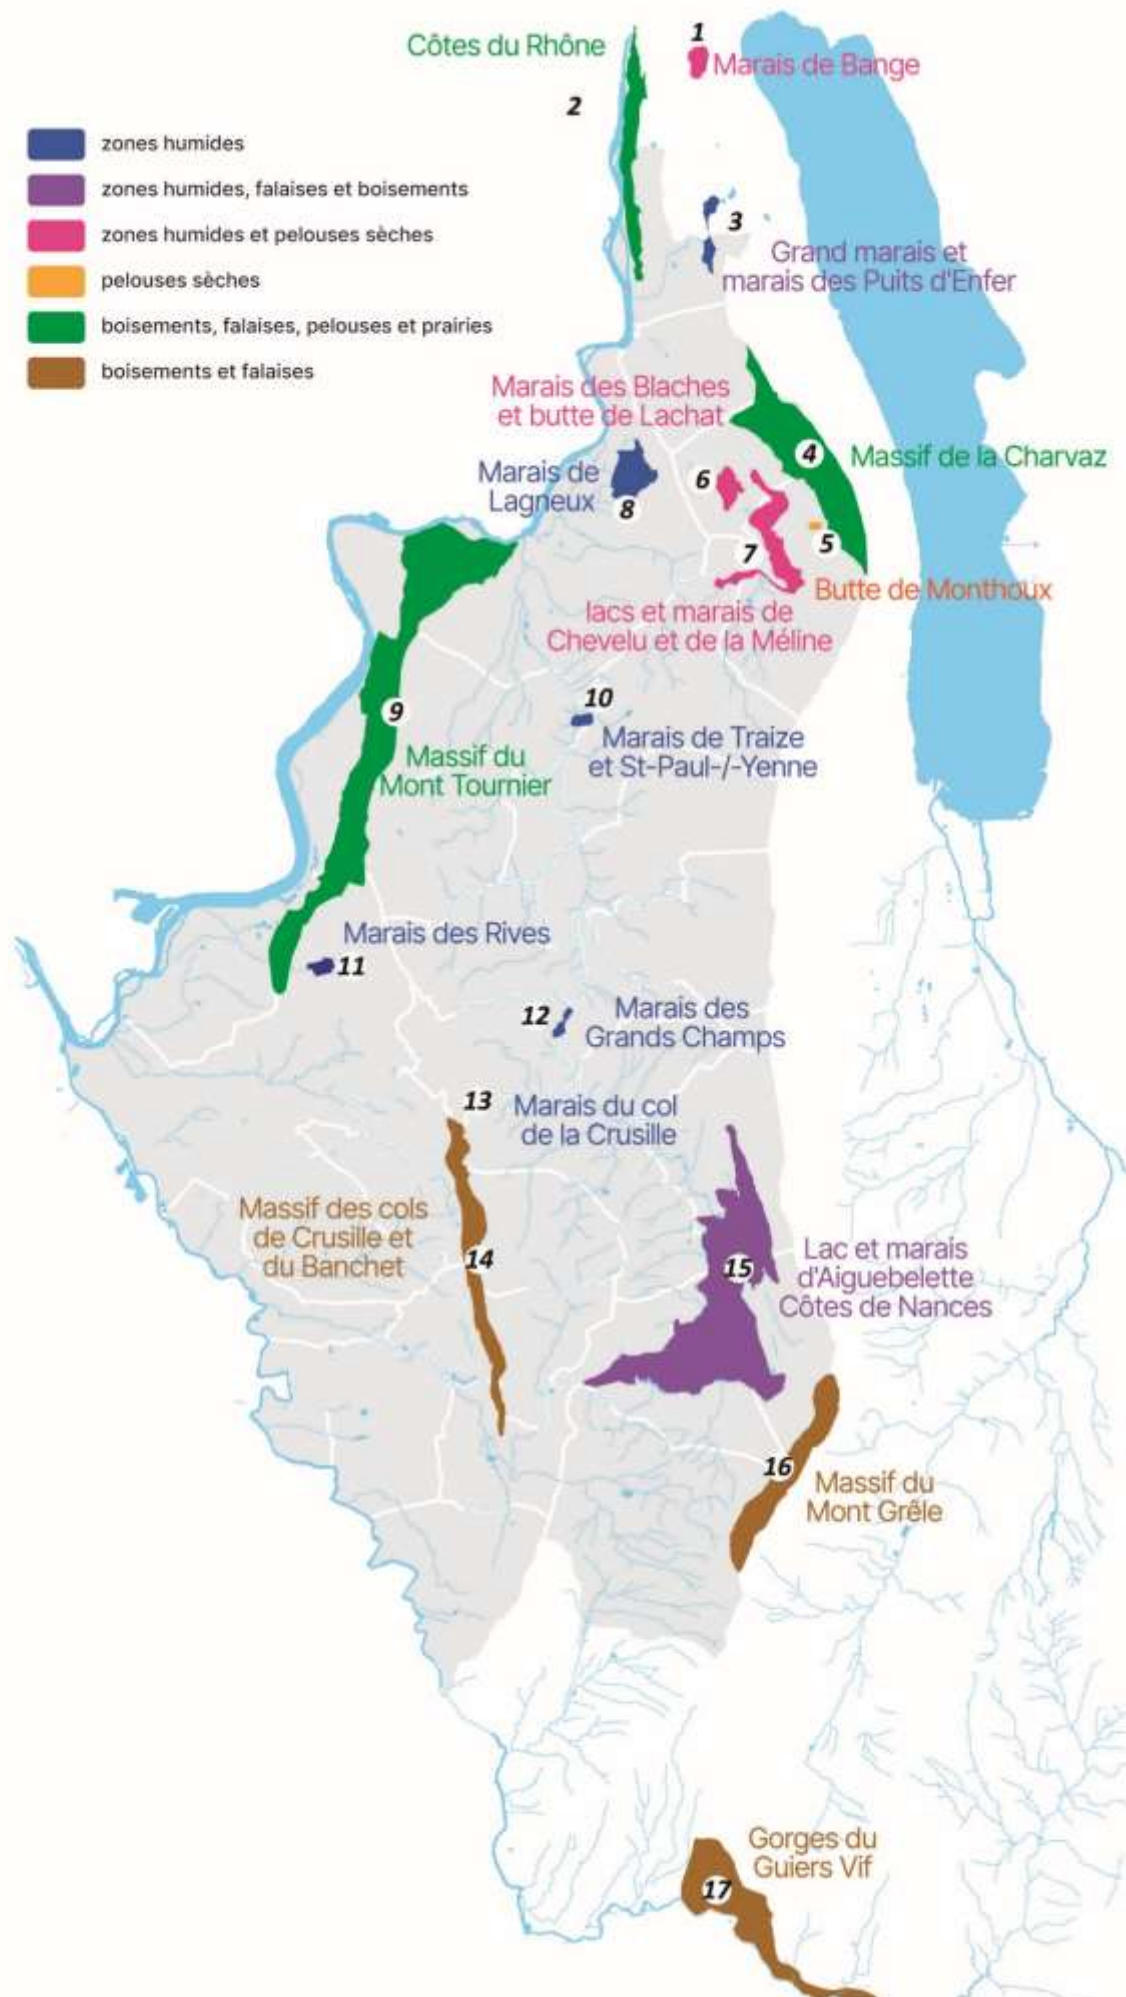 1
Côtes du Rhône
Marais de Bange
2
zones humides
zones humides, falaises et boisements
zones humides et pelouses sèches
pelouses sèches
boisements, falaises, pelouses et prairies
boisements et falaises
3
Grand marais et
marais des Puits d'Enfer
Marais des Blaches
et butte de Lachat
4
Massif de la Charvaz
Marais de
Lagneux
6
8
5
7
Butte de Monthoux
lacs et marais de
Chevelu et de la Méline
10
9
Marais de Traize
et St-Paul-/-Yenne
Massif du
Mont Tournier
Marais des Rives
11
12
Marais des
Grands Champs
13
Marais du col
de la Crusille
Massif des cols
de Crusille et
du Banchet
14
15
Lac et marais
d'Aiguebelette
Côtes de Nances
16
Massif du
Mont Grêle
Gorges du
Guiers Vif
17